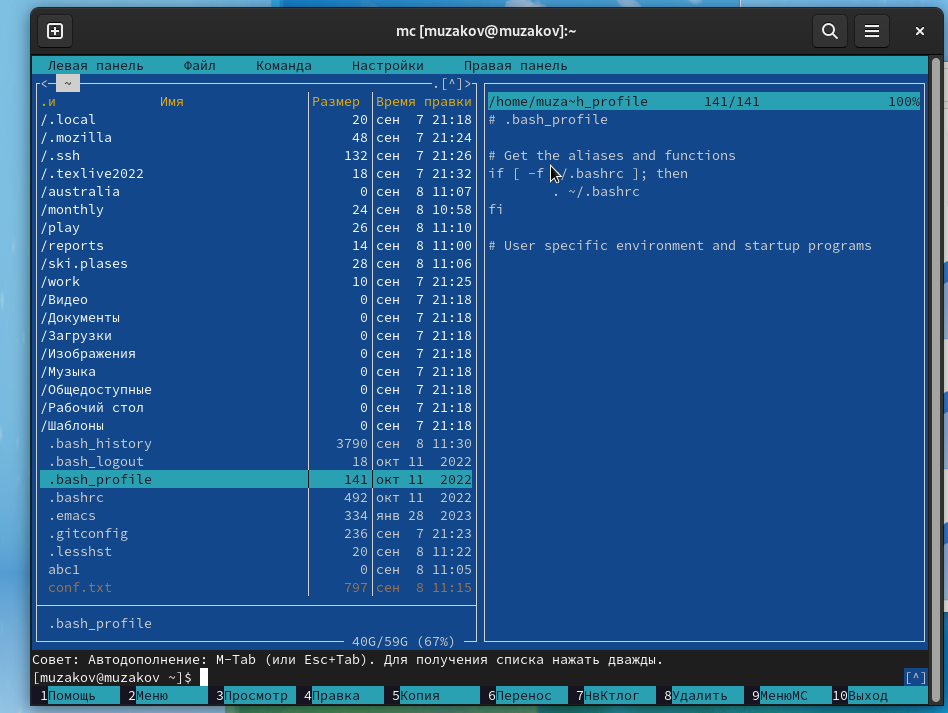 mc [muzakov@muzakov]:~
Левая панель Файл Команда Настройки Правая панель
<─ ~ .[^]>
.и Имя Размер Время правки
/.local 20 сен 7 21:18
/.mozilla 48 сен 7 21:24
/.ssh 132 сен 7 21:26
/.texlive2022 18 сен 7 21:32
/australia 0 сен 8 11:07
/monthly 24 сен 8 10:58
/play 26 сен 8 11:10
/reports 14 сен 8 11:00
/ski.plases 28 сен 8 11:06
/work 10 сен 7 21:25
/Видео 0 сен 7 21:18
/Документы 0 сен 7 21:18
/Загрузки 0 сен 7 21:18
/Изображения 0 сен 7 21:18
/Музыка 0 сен 7 21:18
/Общедоступные 0 сен 7 21:18
/Рабочий стол 0 сен 7 21:18
/Шаблоны 0 сен 7 21:18
.bash_history 3790 сен 8 11:30
.bash_logout 18 окт 11 2022
.bash_profile 141 окт 11 2022
.bashrc 492 окт 11 2022
.emacs 334 янв 28 2023
.gitconfig 236 сен 7 21:23
.lesshst 20 сен 8 11:22
abc1 0 сен 8 11:05
conf.txt 797 сен 8 11:15
.bash_profile
40G/59G (67%)
/home/muza~h_profile 141/141 100%
# .bash_profile
# Get the aliases and functions
if [ -f /.bashrc ]; then
. ~/.bashrc
fi
# User specific environment and startup programs
Совет: Автодополнение: M-Tab (или Esc+Tab). Для получения списка нажать дважды.
[muzakov@muzakov ~]$ [^]
1Помощь 2Меню 3Просмотр 4Правка 5Копия 6Перенос 7НвКтлог 8Удалить 9МенюMC 10Выход